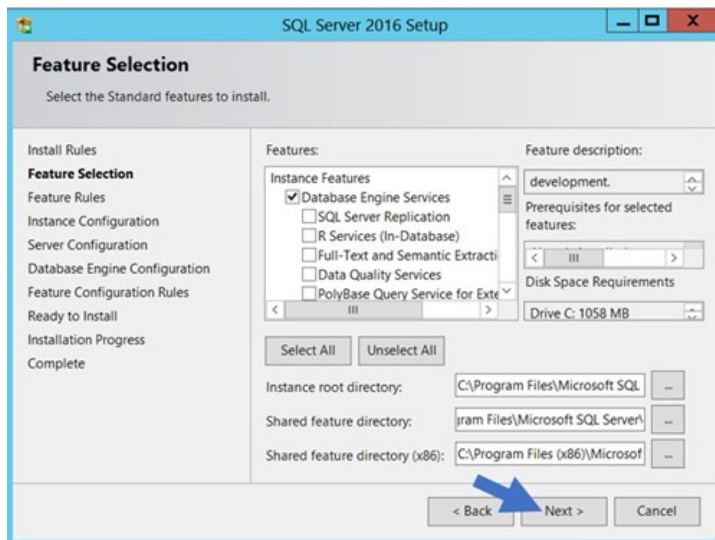 SQL Server 2016 Setup
Feature Selection
Select the Standard features to install.
Install Rules
Feature Selection
Feature Rules
Instance Configuration
Server Configuration
Database Engine Configuration
Feature Configuration Rules
Ready to Install
Installation Progress
Complete
Features:
Instance Features
Database Engine Services
SQL Server Replication
R Services (In-Database)
Full-Text and Semantic Extracti
Data Quality Services
PolyBase Query Service for Exte
Feature description:
development.
Prerequisites for selected
features:
Disk Space Requirements
Drive C: 1058 MB
Select All Unselect All
Instance root directory: C:\Program Files\Microsoft SQL ...
Shared feature directory: gram Files\Microsoft SQL Server\ ...
Shared feature directory (x86): C:\Program Files (x86)\Microsof ...
< Back Next > Cancel